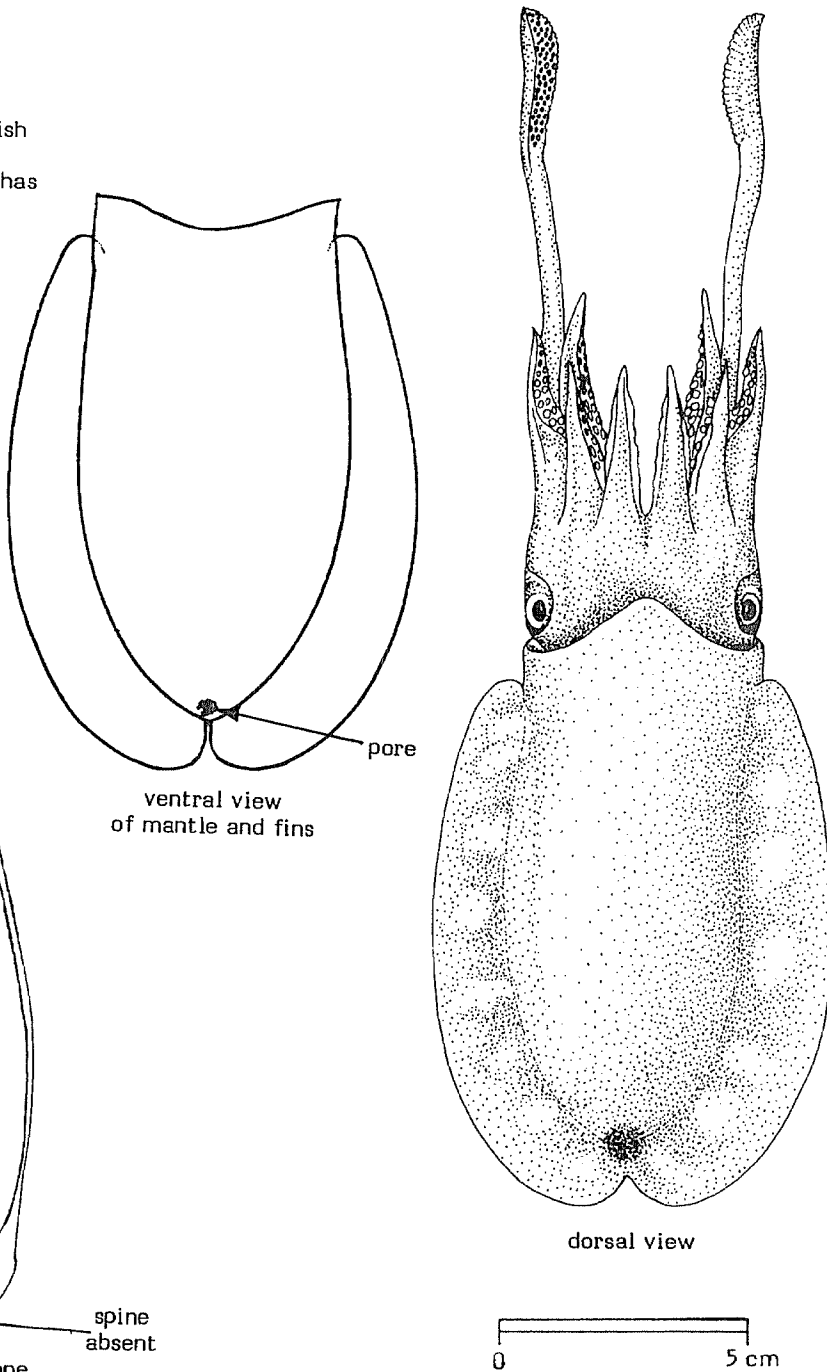 ish
has
pore
ventral view
of mantle and fins
dorsal view
spine
absent
0 5 cm